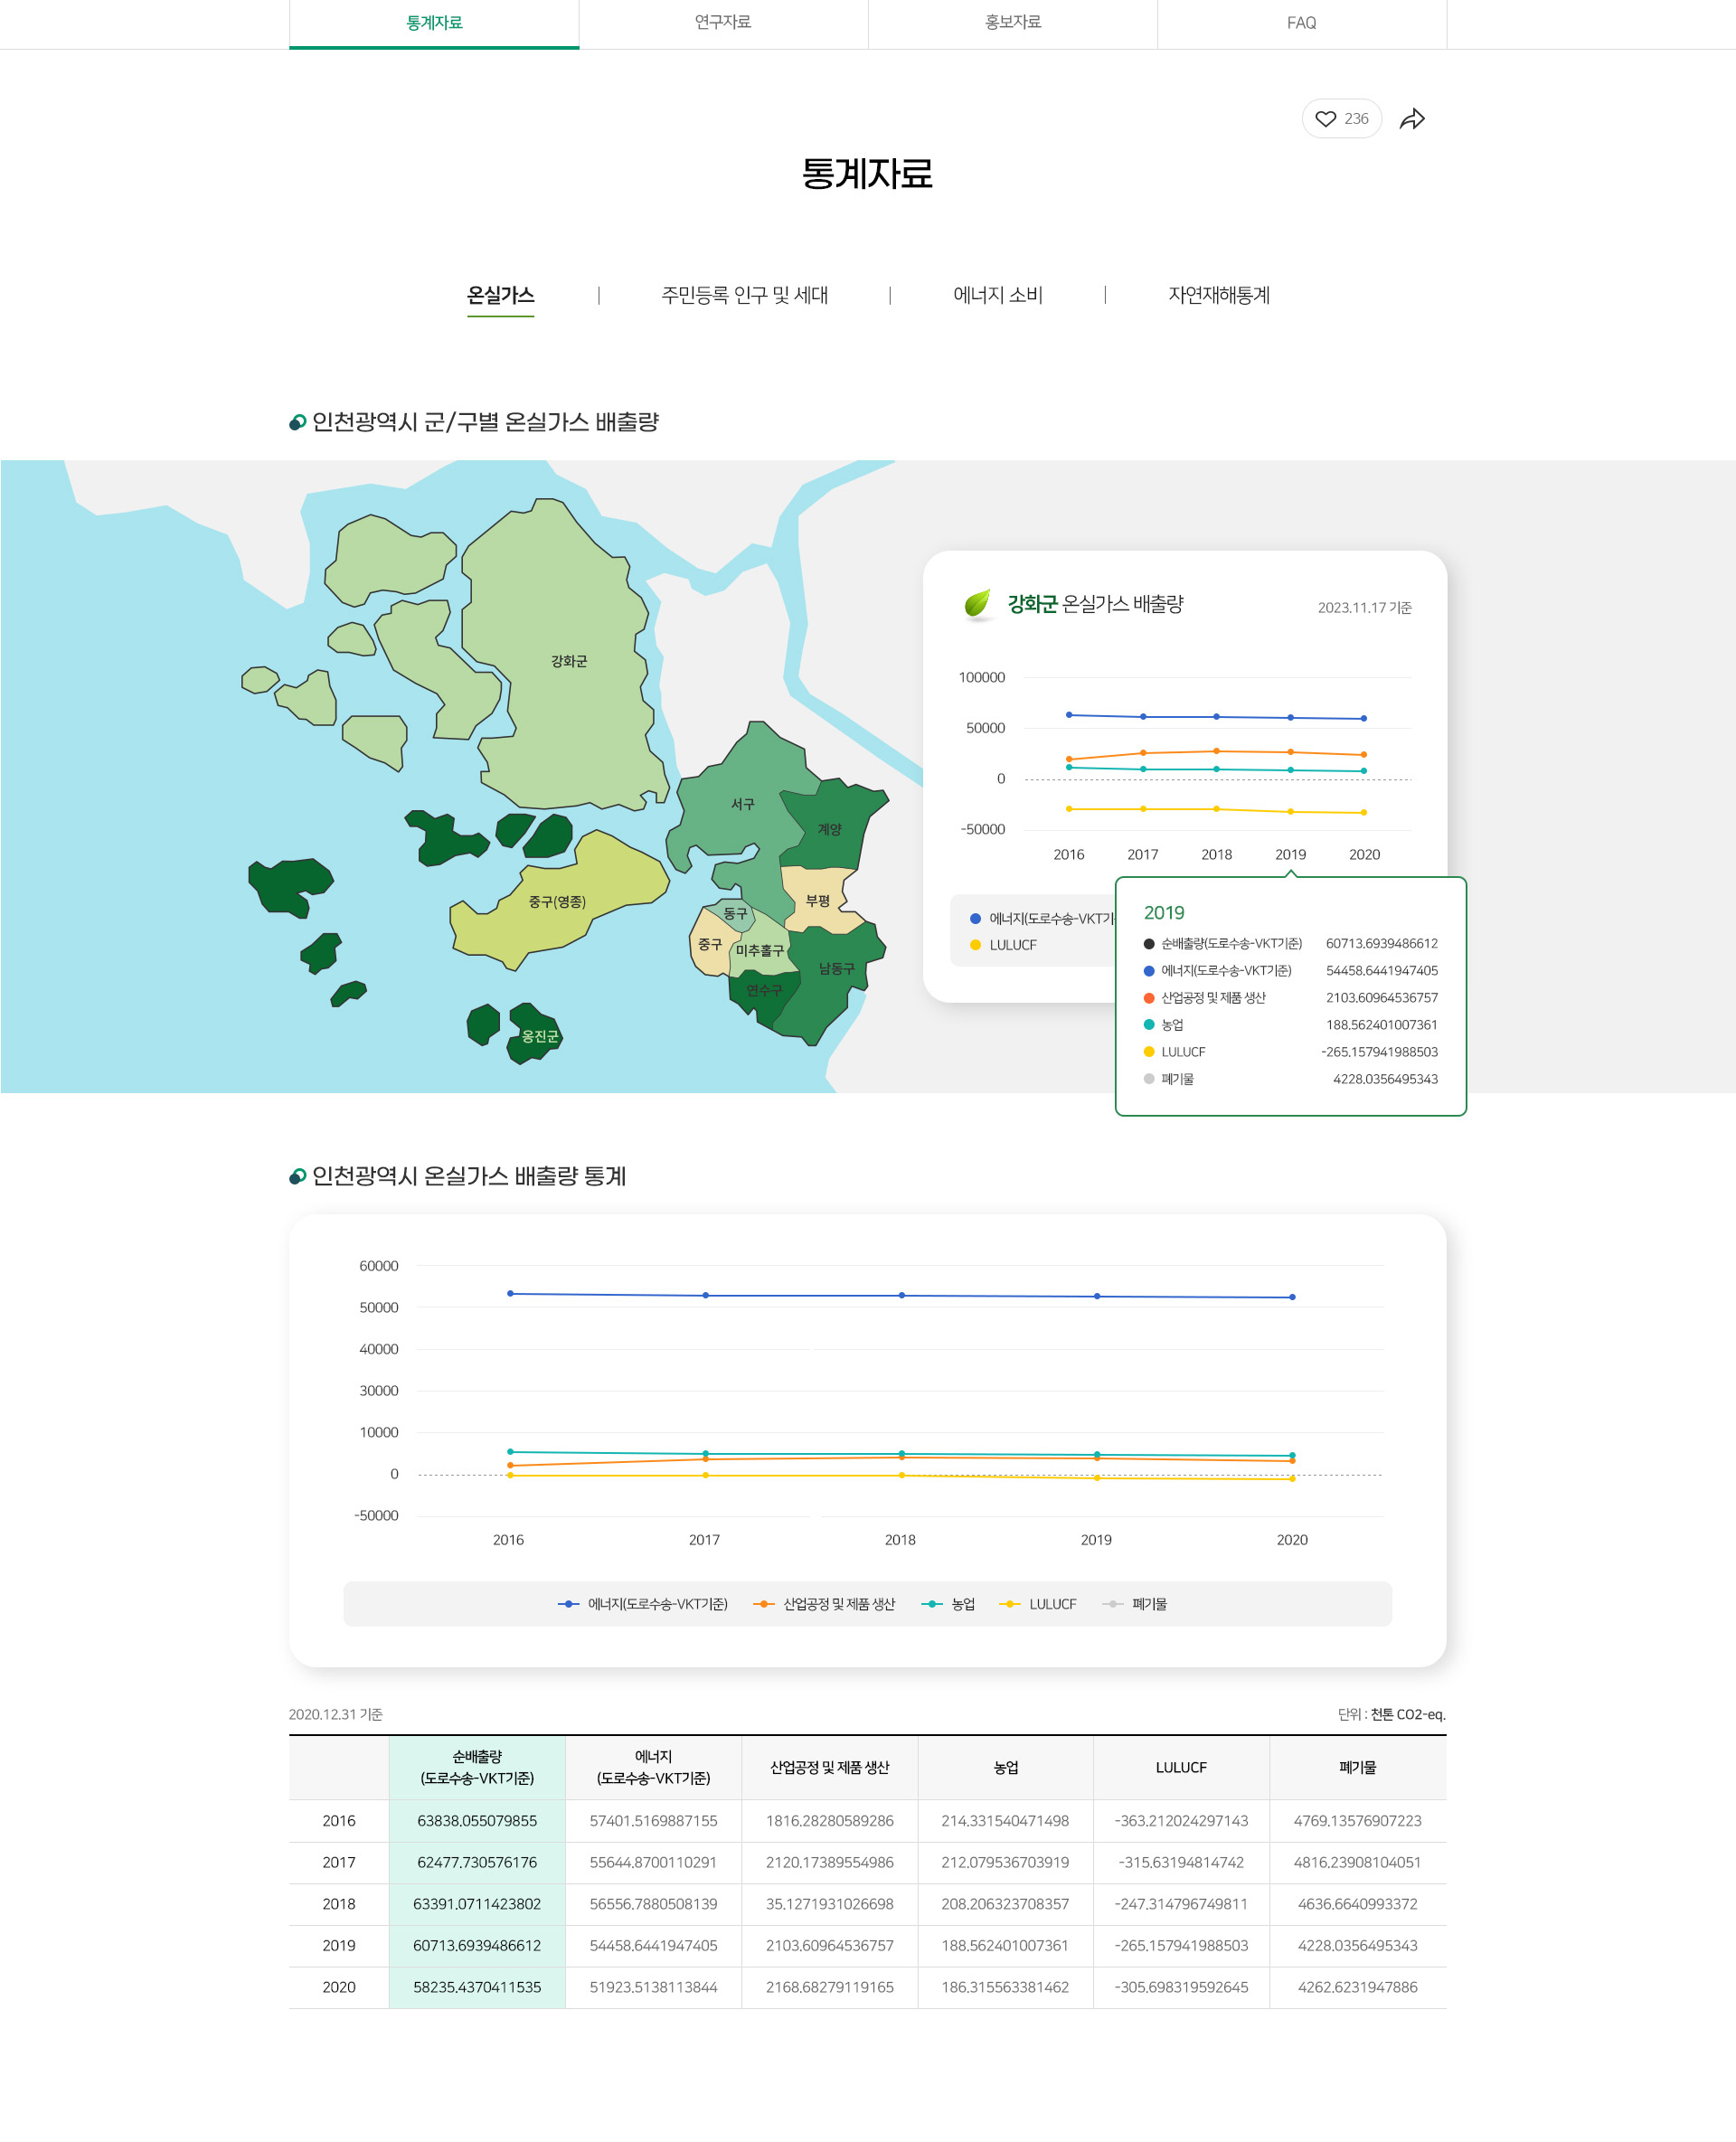 통계자료
연구자료
홍보자료
FAQ
236
통계자료
온실가스
주민등록 인구 및 세대
에너지 소비
자연재해통계
인천광역시 군/구별 온실가스 배출량
강화군
서구
계양
중구(영종)
부평
동구
중구
미추홀구
남동구
연수구
옹진군
강화군 온실가스 배출량
2023.11.17 기준
100000
50000
0
-50000
2016 2017 2018 2019 2020
에너지(도로수송-VKT기
LULUCF
2019
순배출량(도로수송-VKT기준) 60713.6939486612
에너지(도로수송-VKT기준) 54458.6441947405
산업공정 및 제품 생산 2103.60964536757
농업 188.562401007361
LULUCF -265.157941988503
폐기물 4228.0356495343
인천광역시 온실가스 배출량 통계
60000
50000
40000
30000
10000
0
-50000
2016 2017 2018 2019 2020
에너지(도로수송-VKT기준) 산업공정 및 제품 생산 농업 LULUCF 폐기물
2020.12.31 기준
단위 : 천톤 CO2-eq.
순배출량
(도로수송-VKT기준)
에너지
(도로수송-VKT기준)
산업공정 및 제품 생산
농업
LULUCF
폐기물
2016 63838.055079855 57401.5169887155 1816.28280589286 214.331540471498 -363.212024297143 4769.13576907223
2017 62477.730576176 55644.8700110291 2120.17389554986 212.079536703919 -315.63194814742 4816.23908104051
2018 63391.0711423802 56556.7880508139 35.1271931026698 208.206323708357 -247.314796749811 4636.6640993372
2019 60713.6939486612 54458.6441947405 2103.60964536757 188.562401007361 -265.157941988503 4228.0356495343
2020 58235.4370411535 51923.5138113844 2168.68279119165 186.315563381462 -305.698319592645 4262.6231947886